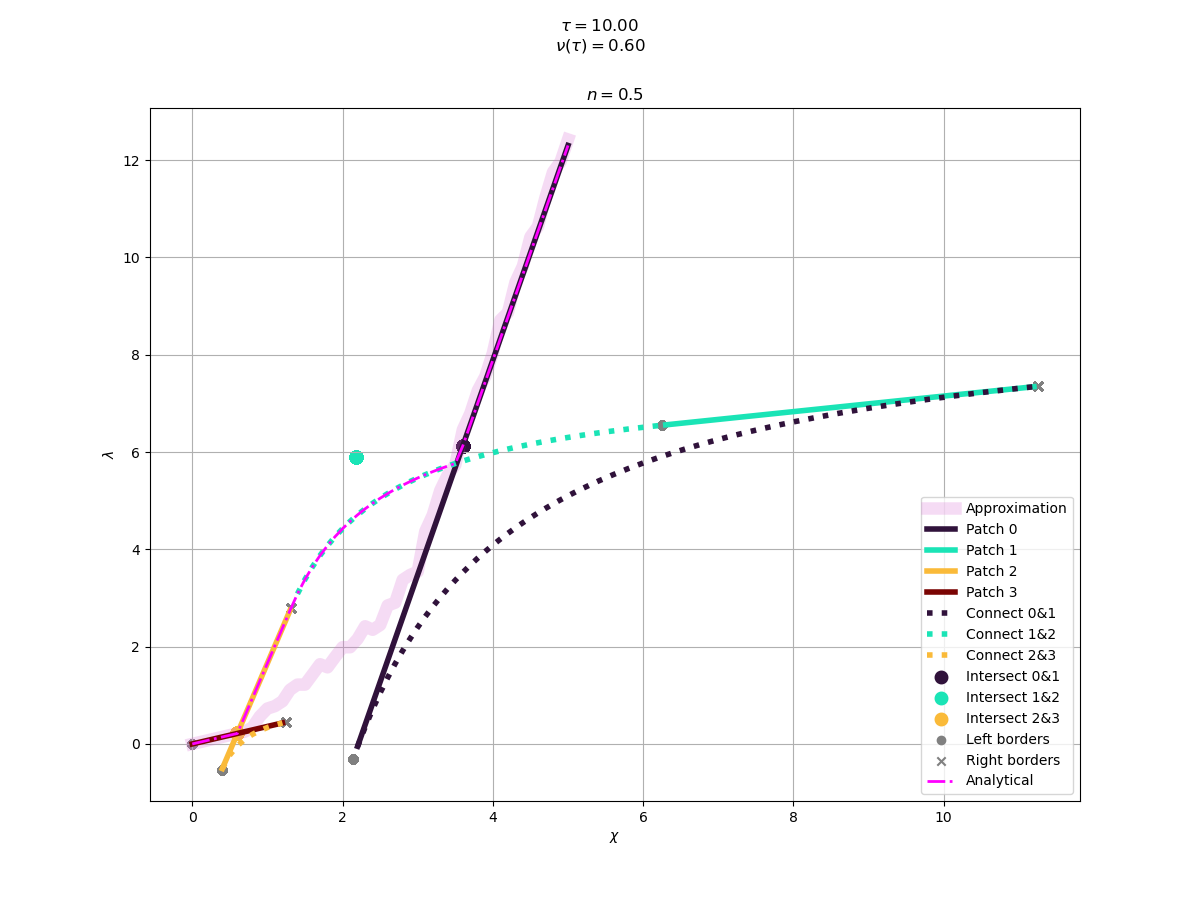 τ = 10.00
ν(τ) = 0.60
n = 0.5
12
10
8
6
4
2
0
λ
0 2 4 6 8 10
χ
Approximation
Patch 0
Patch 1
Patch 2
Patch 3
Connect 0&1
Connect 1&2
Connect 2&3
Intersect 0&1
Intersect 1&2
Intersect 2&3
Left borders
Right borders
Analytical